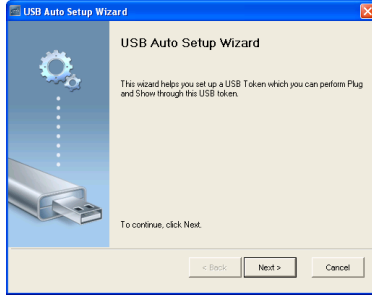 USB Auto Setup Wizard
USB Auto Setup Wizard
This wizard helps you set up a USB Token which you can perform Plug
and Show through this USB token.
To continue, click Next.
< Back
Next >
Cancel